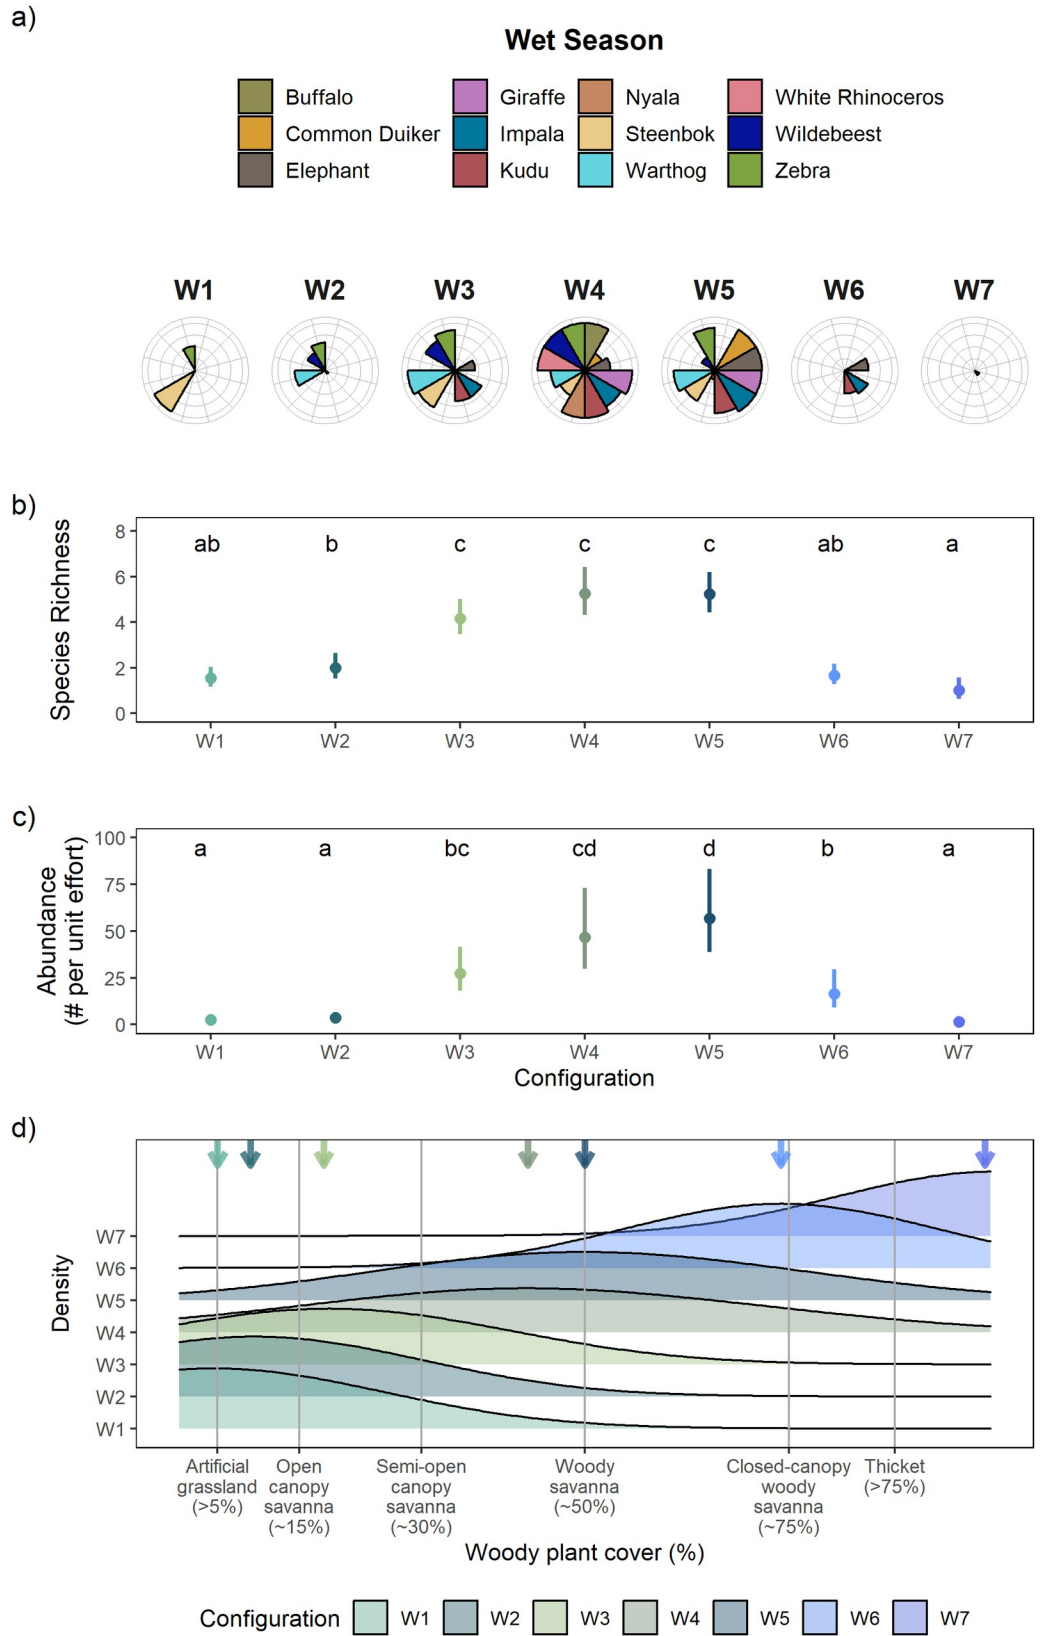 a)
Wet Season
Buffalo Giraffe Nyala White Rhinoceros
Common Duiker Impala Steenbok Wildebeest
Elephant Kudu Warthog Zebra
W1 W2 W3 W4 W5 W6 W7
b)
Species Richness
8
6
4
2
0
ab b c c c ab a
W1 W2 W3 W4 W5 W6 W7
c)
Abundance
(# per unit effort)
100
75
50
25
0
a a bc cd d b a
W1 W2 W3 W4 W5 W6 W7
Configuration
d)
Density
W7
W6
W5
W4
W3
W2
W1
Artificial
grassland
(>5%)
Open
canopy
savanna
(~15%)
Semi-open
canopy
savanna
(~30%)
Woody
savanna
(~50%)
Closed-canopy
woody
savanna
(~75%)
Thicket
(>75%)
Woody plant cover (%)
Configuration W1 W2 W3 W4 W5 W6 W7